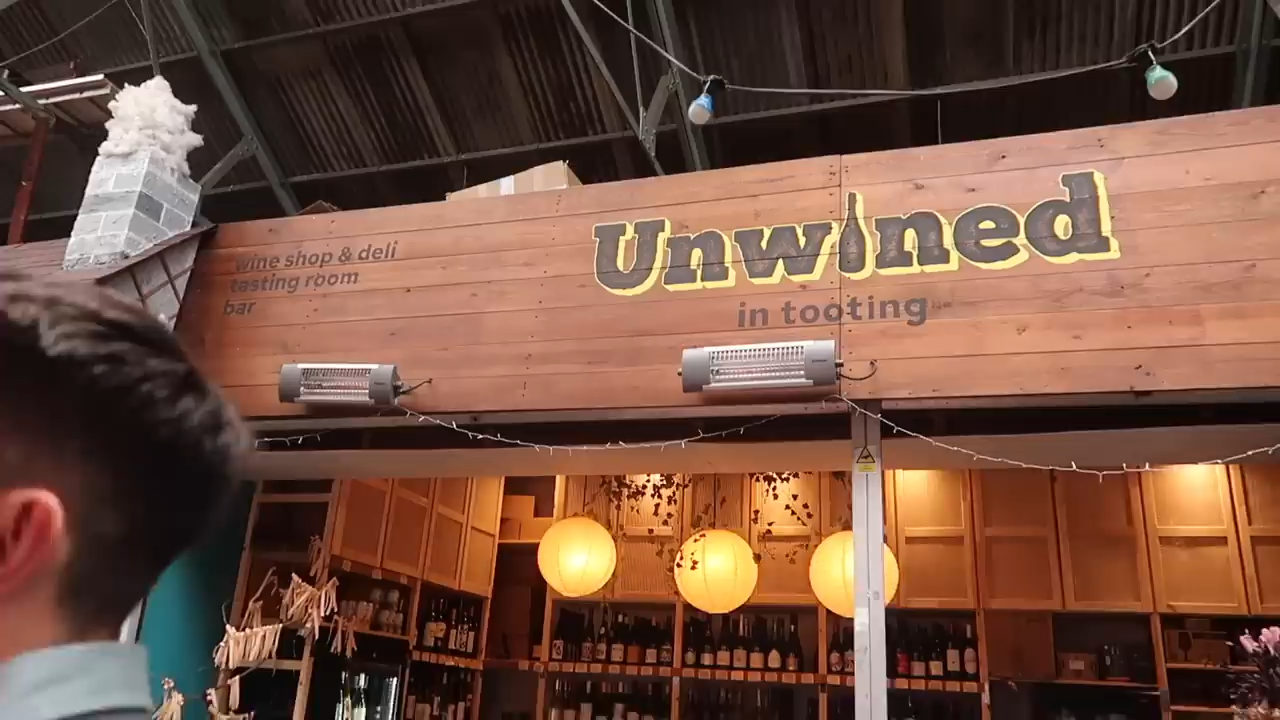 wine shop & deli
tasting room
bar
Unwined
in tooting